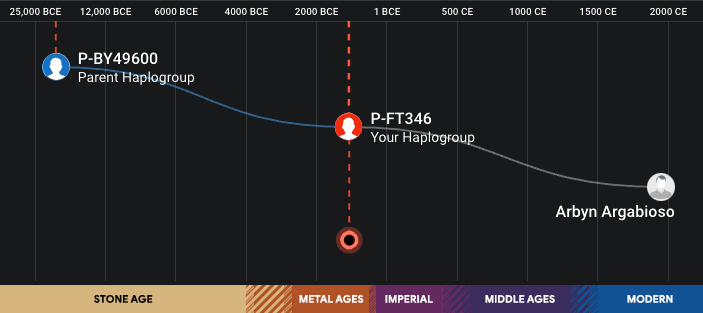 25,000 BCE 12,000 BCE 6000 BCE 4000 BCE 2000 BCE 1 BCE 500 CE 1000 CE 1500 CE 2000 CE
P-BY49600
Parent Haplogroup
P-FT346
Your Haplogroup
Arbyn Argabioso
STONE AGE METAL AGES IMPERIAL MIDDLE AGES MODERN